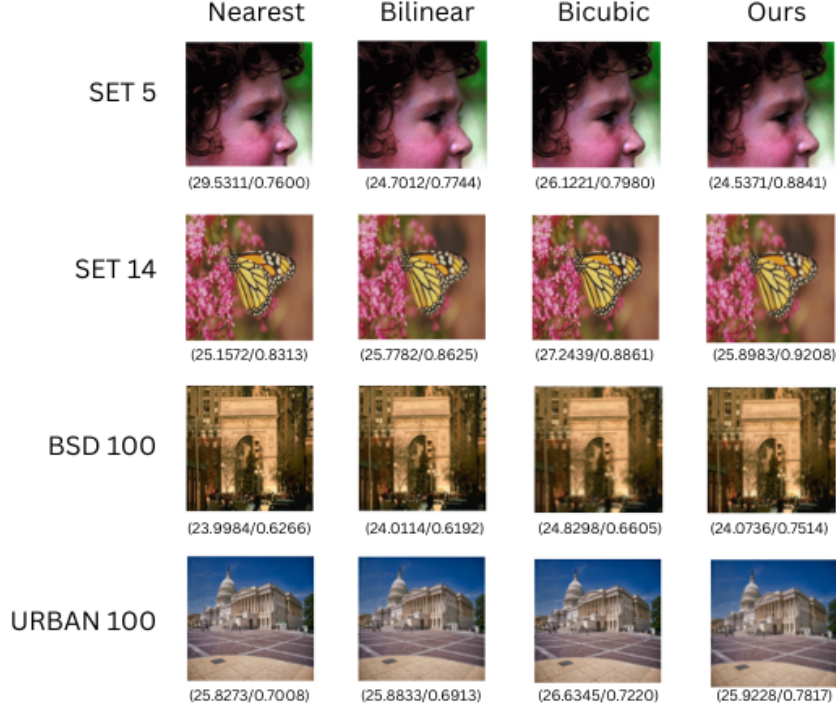 Nearest Bilinear Bicubic Ours
SET 5
(29.5311/0.7600) (24.7012/0.7744) (26.1221/0.7980) (24.5371/0.8841)
SET 14
(25.1572/0.8313) (25.7782/0.8625) (27.2439/0.8861) (25.8983/0.9208)
BSD 100
(23.9984/0.6266) (24.0114/0.6192) (24.8298/0.6605) (24.0736/0.7514)
URBAN 100
(25.8273/0.7008) (25.8833/0.6913) (26.6345/0.7220) (25.9228/0.7817)